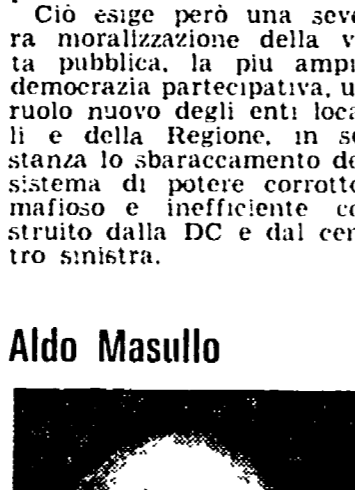 Ciò esige però una seve
ra moralizzazione della v
ta pubblica, la piu ampi
democrazia partecipativa, u
ruolo nuovo degli enti loca
li e della Regione, in so
stanza lo sbaraccamento de
sistema di potere corrotto
mafioso e inefficiente co
struito dalla DC e dal cen
tro sinistra.
Aldo Masullo